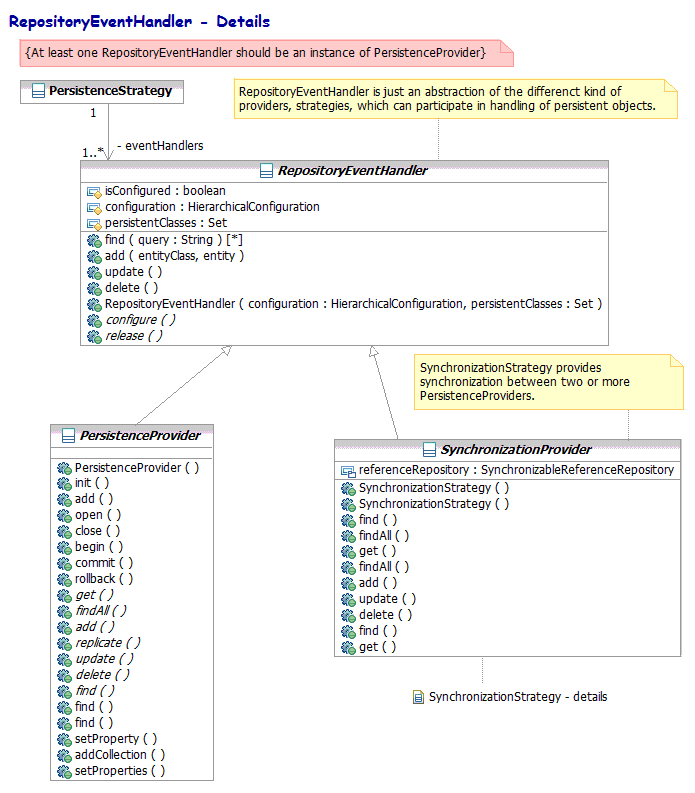 RepositoryEventHandler - Details
{At least one RepositoryEventHandler should be an instance of PersistenceProvider}
PersistenceStrategy
RepositoryEventHandler is just an abstraction of the differenct kind of
providers, strategies, which can participate in handling of persistent objects.
1
1..*
- eventHandlers
RepositoryEventHandler
isConfigured : boolean
configuration : HierarchicalConfiguration
persistentClasses : Set
find ( query : String ) [*]
add ( entityClass, entity )
update ( )
delete ( )
RepositoryEventHandler ( configuration : HierarchicalConfiguration, persistentClasses : Set )
configure ( )
release ( )
SynchronizationStrategy provides
synchronization between two or more
PersistenceProviders.
PersistenceProvider
PersistenceProvider ( )
init ( )
add ( )
open ( )
close ( )
begin ( )
commit ( )
rollback ( )
get ( )
findAll ( )
add ( )
replicate ( )
update ( )
delete ( )
find ( )
find ( )
find ( )
setProperty ( )
addCollection ( )
setProperties ( )
SynchronizationProvider
referenceRepository : SynchronizableReferenceRepository
SynchronizationStrategy ( )
SynchronizationStrategy ( )
find ( )
findAll ( )
get ( )
findAll ( )
add ( )
update ( )
delete ( )
find ( )
get ( )
SynchronizationStrategy - details